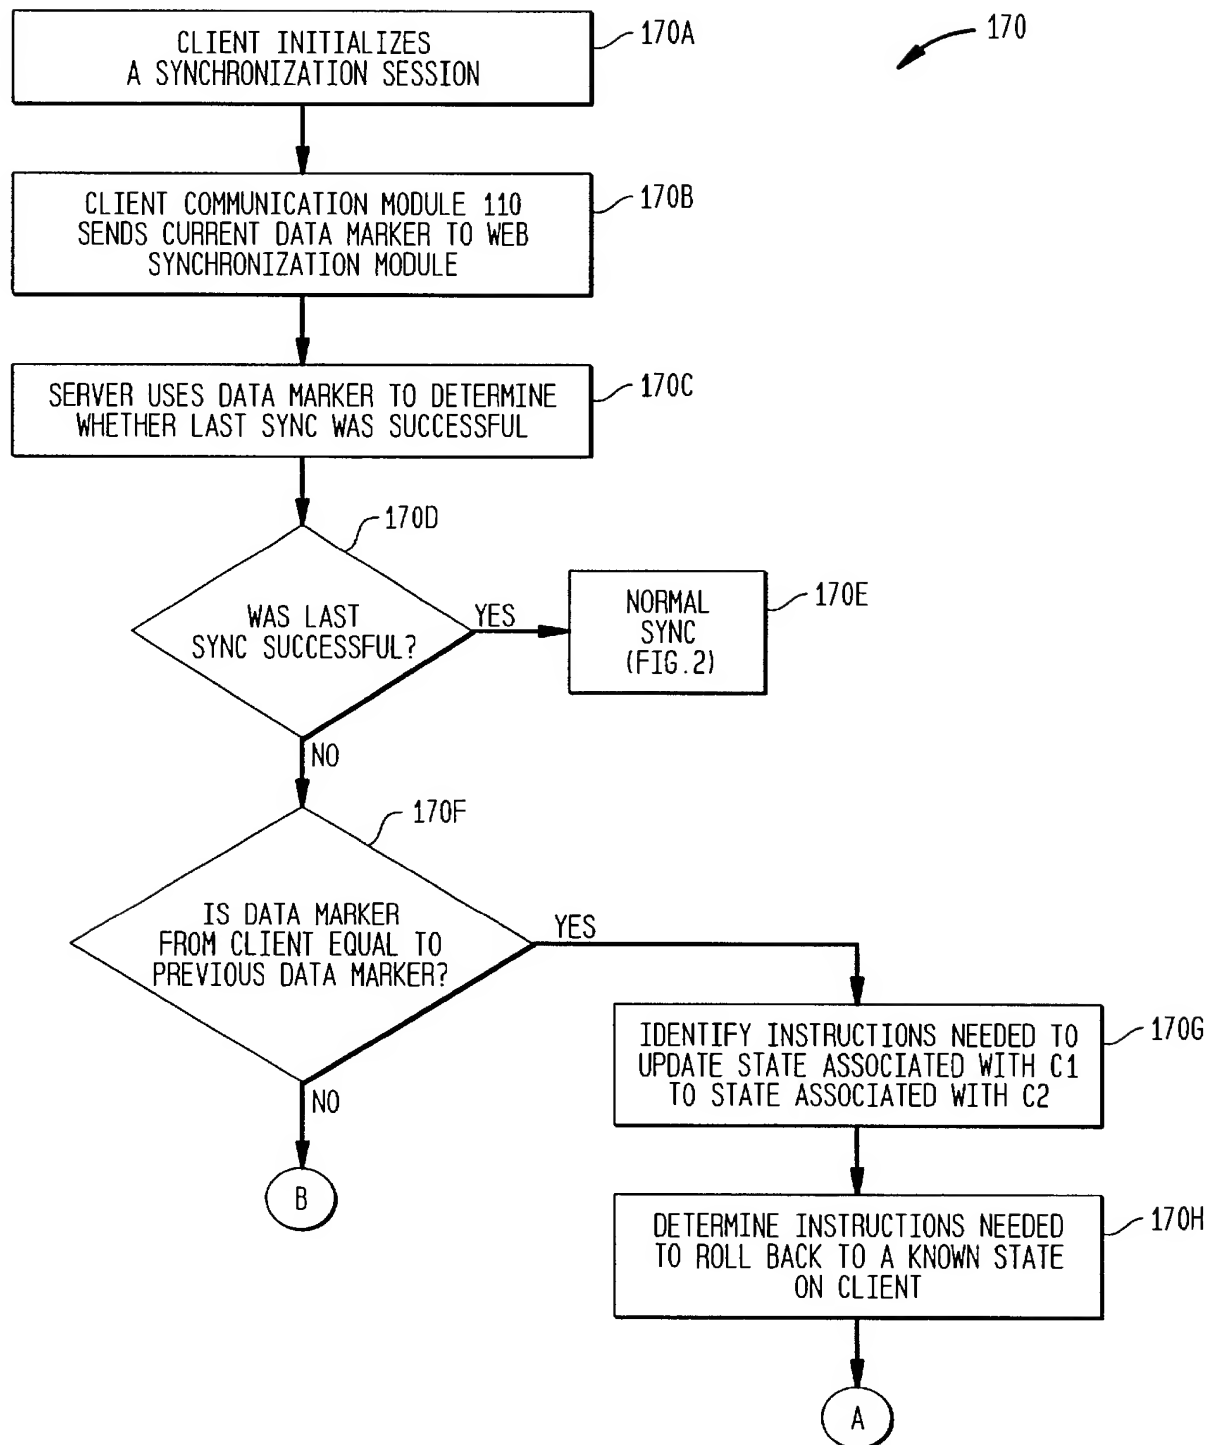 CLIENT INITIALIZES
A SYNCHRONIZATION SESSION
170A
170
CLIENT COMMUNICATION MODULE 110
SENDS CURRENT DATA MARKER TO WEB
SYNCHRONIZATION MODULE
170B
SERVER USES DATA MARKER TO DETERMINE
WHETHER LAST SYNC WAS SUCCESSFUL
170C
170D
WAS LAST
SYNC SUCCESSFUL?
YES
NORMAL
SYNC
(FIG.2)
170E
NO
170F
IS DATA MARKER
FROM CLIENT EQUAL TO
PREVIOUS DATA MARKER?
YES
IDENTIFY INSTRUCTIONS NEEDED TO
UPDATE STATE ASSOCIATED WITH C1
TO STATE ASSOCIATED WITH C2
170G
NO
B
DETERMINE INSTRUCTIONS NEEDED
TO ROLL BACK TO A KNOWN STATE
ON CLIENT
170H
A